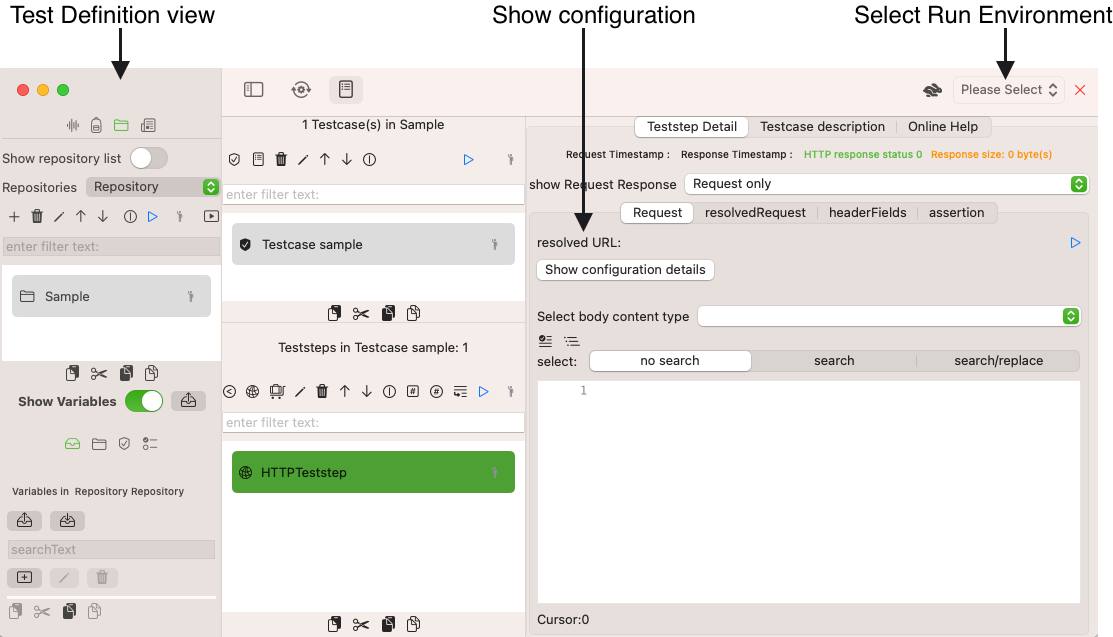 Test Definition view
Show configuration
Select Run Environment
Please Select
Show repository list
Repositories Repository
enter filter text:
Sample
Show Variables
Variables in Repository Repository
searchText
1 Testcase(s) in Sample
enter filter text:
Testcase sample
Teststeps in Testcase sample: 1
enter filter text:
HTTPTeststep
Teststep Detail Testcase description Online Help
Request Timestamp : Response Timestamp : HTTP response status 0 Response size: 0 byte(s)
show Request Response Request only
Request resolvedRequest headerFields assertion
resolved URL:
Show configuration details
Select body content type
select: no search search search/replace
1
Cursor:0